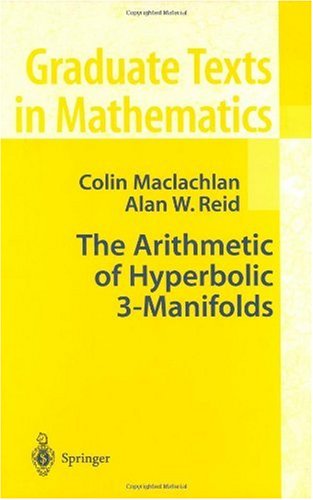 Graduate Texts
in Mathematics
Colin Maclachlan
Alan W. Reid
The Arithmetic
of Hyperbolic
3-Manifolds
Springer